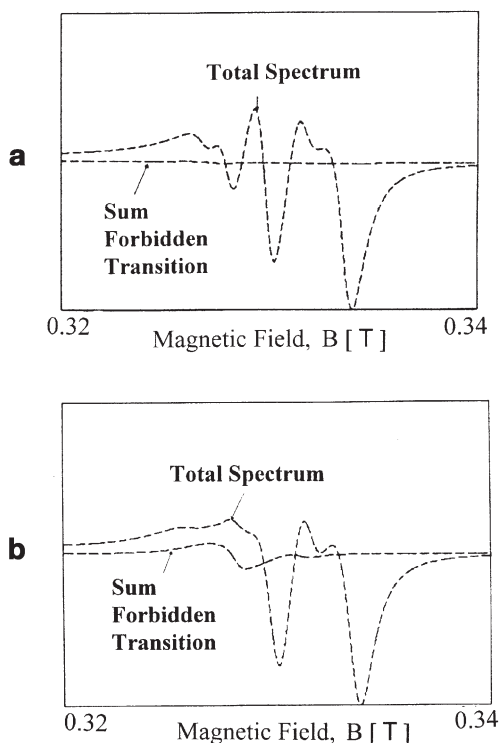 a
Total Spectrum
Sum
Forbidden
Transition
0.32
0.34
Magnetic Field, B [ T ]
b
Total Spectrum
Sum
Forbidden
Transition
0.32
0.34
Magnetic Field, B [ T ]